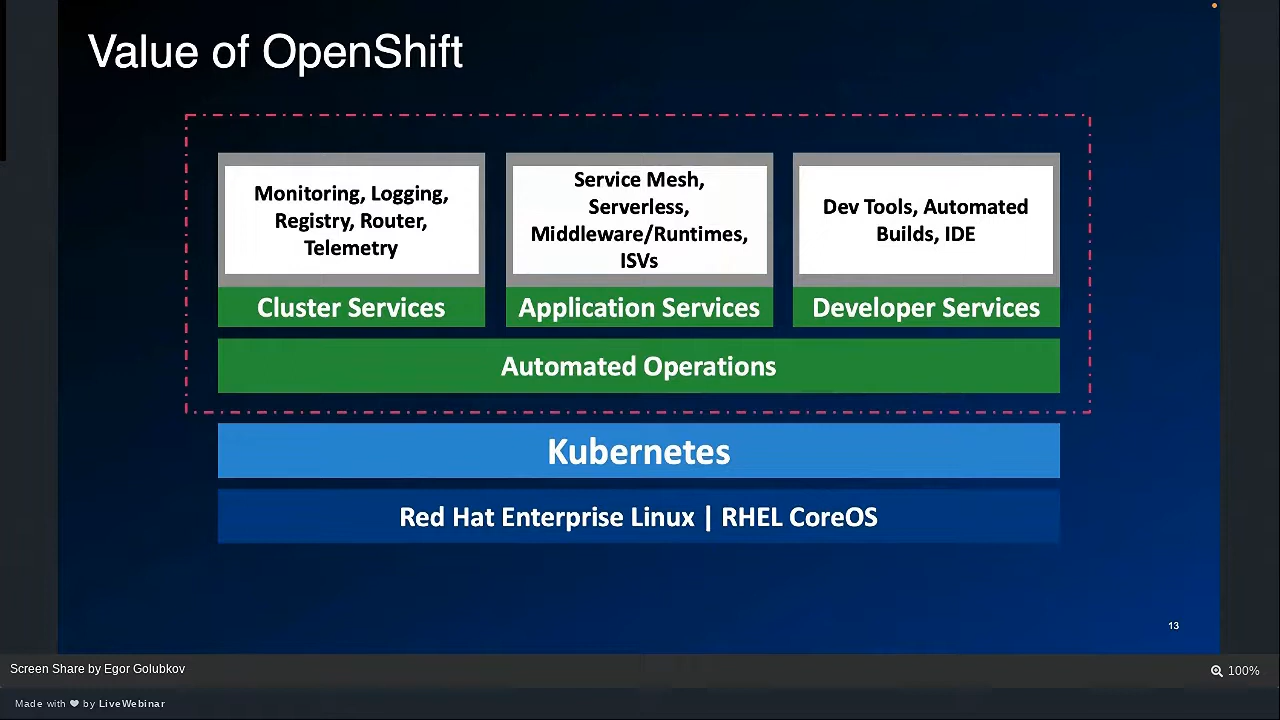 Value of OpenShift
Monitoring, Logging,
Registry, Router,
Telemetry
Cluster Services
Service Mesh,
Serverless,
Middleware/Runtimes,
ISVs
Application Services
Dev Tools, Automated
Builds, IDE
Developer Services
Automated Operations
Kubernetes
Red Hat Enterprise Linux | RHEL CoreOS
13
Screen Share by Egor Golubkov
100%
Made with ❤ by LiveWebinar